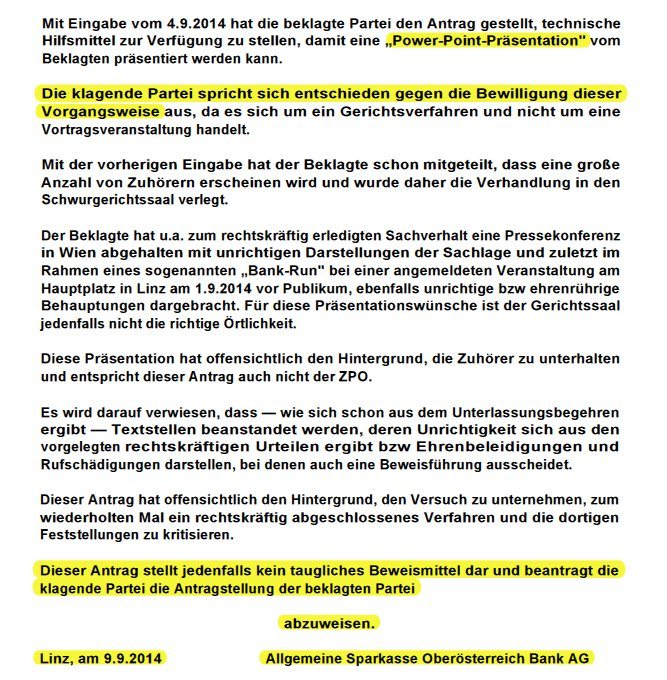 Mit Eingabe vom 4.9.2014 hat die beklagte Partei den Antrag gestellt, technische
Hilfsmittel zur Verfügung zu stellen, damit eine „Power-Point-Präsentation" vom
Beklagten präsentiert werden kann.
Die klagende Partei spricht sich entschieden gegen die Bewilligung dieser
Vorgangsweise aus, da es sich um ein Gerichtsverfahren und nicht um eine
Vortragsveranstaltung handelt.
Mit der vorherigen Eingabe hat der Beklagte schon mitgeteilt, dass eine große
Anzahl von Zuhörern erscheinen wird und wurde daher die Verhandlung in den
Schwurgerichtssaal verlegt.
Der Beklagte hat u.a. zum rechtskräftig erledigten Sachverhalt eine Pressekonferenz
in Wien abgehalten mit unrichtigen Darstellungen der Sachlage und zuletzt im
Rahmen eines sogenannten „Bank-Run" bei einer angemeldeten Veranstaltung am
Hauptplatz in Linz am 1.9.2014 vor Publikum, ebenfalls unrichtige bzw ehrenrührige
Behauptungen dargebracht. Für diese Präsentationswünsche ist der Gerichtssaal
jedenfalls nicht die richtige Örtlichkeit.
Diese Präsentation hat offensichtlich den Hintergrund, die Zuhörer zu unterhalten
und entspricht dieser Antrag auch nicht der ZPO.
Es wird darauf verwiesen, dass — wie sich schon aus dem Unterlassungsbegehren
ergibt — Textstellen beanstandet werden, deren Unrichtigkeit sich aus den
vorgelegten rechtskräftigen Urteilen ergibt bzw Ehrenbeleidigungen und
Rufschädigungen darstellen, bei denen auch eine Beweisführung ausscheidet.
Dieser Antrag hat offensichtlich den Hintergrund, den Versuch zu unternehmen, zum
wiederholten Mal ein rechtskräftig abgeschlossenes Verfahren und die dortigen
Feststellungen zu kritisieren.
Dieser Antrag stellt jedenfalls kein taugliches Beweismittel dar und beantragt die
klagende Partei die Antragstellung der beklagten Partei
abzuweisen.
Linz, am 9.9.2014 Allgemeine Sparkasse Oberösterreich Bank AG